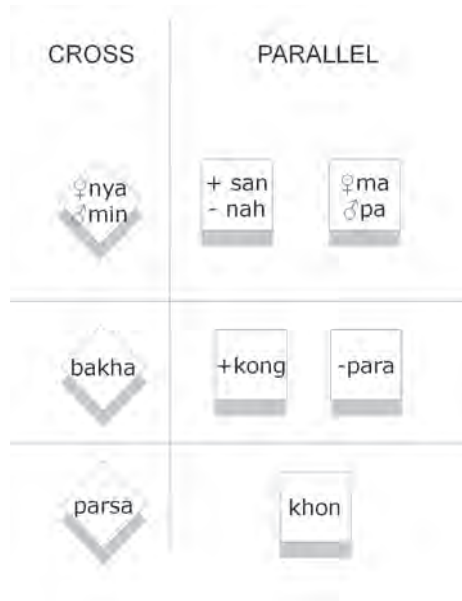 CROSS PARALLEL
♀nya
♂min
+ san
- nah
♀ma
♂pa
bakha
+kong
-para
parsa
khon